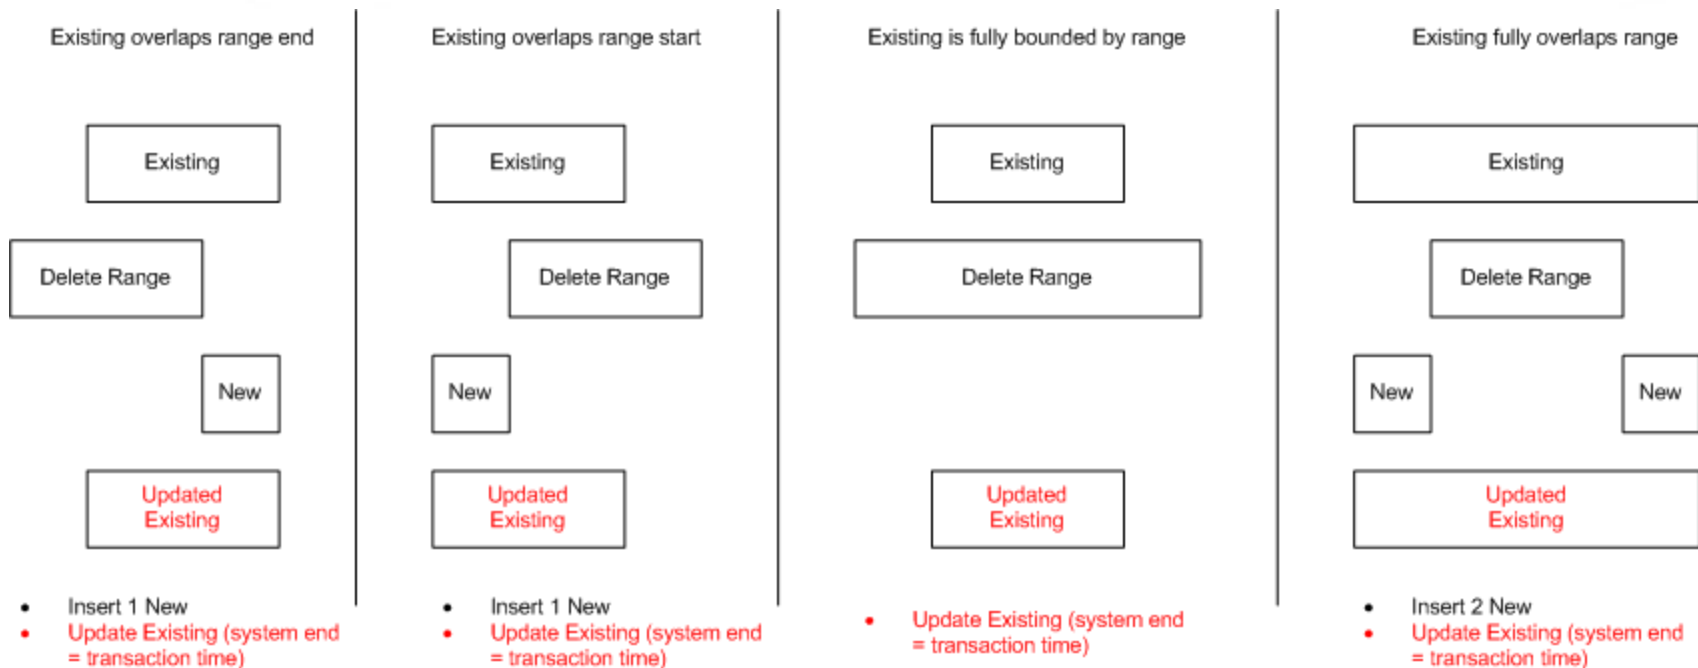 Existing overlaps range end
Existing
Delete Range
New
Updated
Existing
• Insert 1 New
• Update Existing (system end
= transaction time)
Existing overlaps range start
Existing
Delete Range
New
Updated
Existing
• Insert 1 New
• Update Existing (system end
= transaction time)
Existing is fully bounded by range
Existing
Delete Range
Updated
Existing
• Update Existing (system end
= transaction time)
Existing fully overlaps range
Existing
Delete Range
New
New
Updated
Existing
• Insert 2 New
• Update Existing (system end
= transaction time)